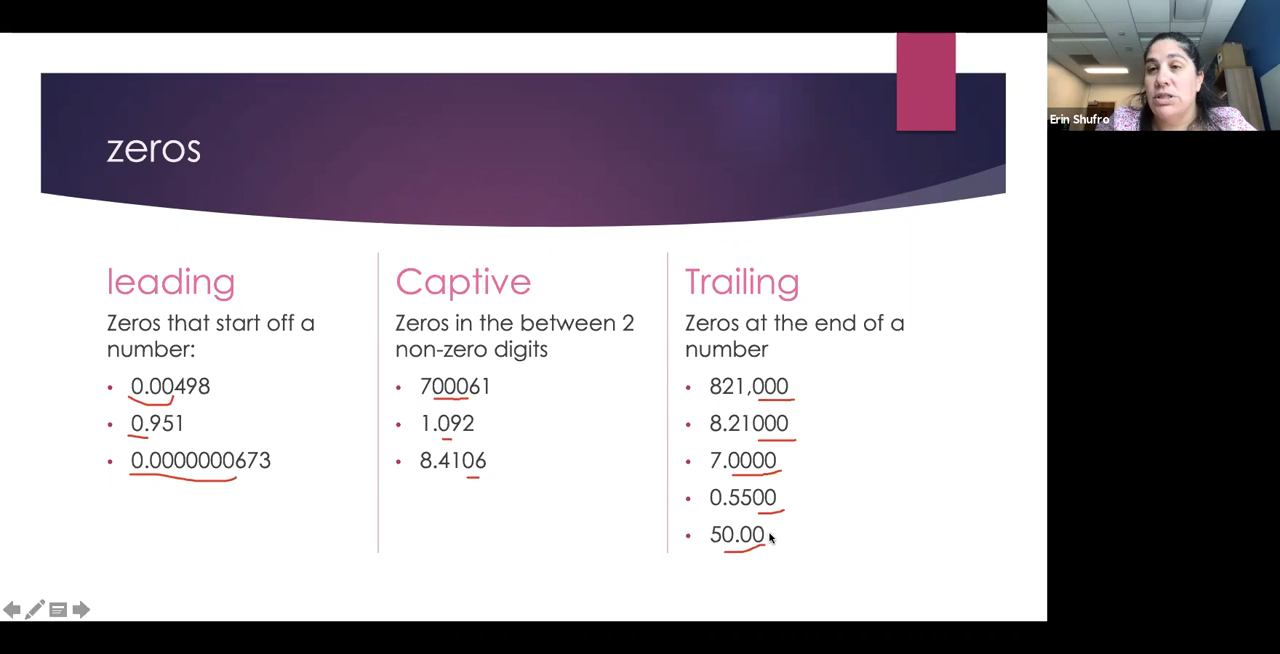 Erin Shufro
zeros
leading
Zeros that start off a
number:
• 0.00498
• 0.951
• 0.0000000673
Captive
Zeros in the between 2
non-zero digits
• 700061
• 1.092
• 8.4106
Trailing
Zeros at the end of a
number
• 821,000
• 8.21000
• 7.0000
• 0.5500
• 50.00